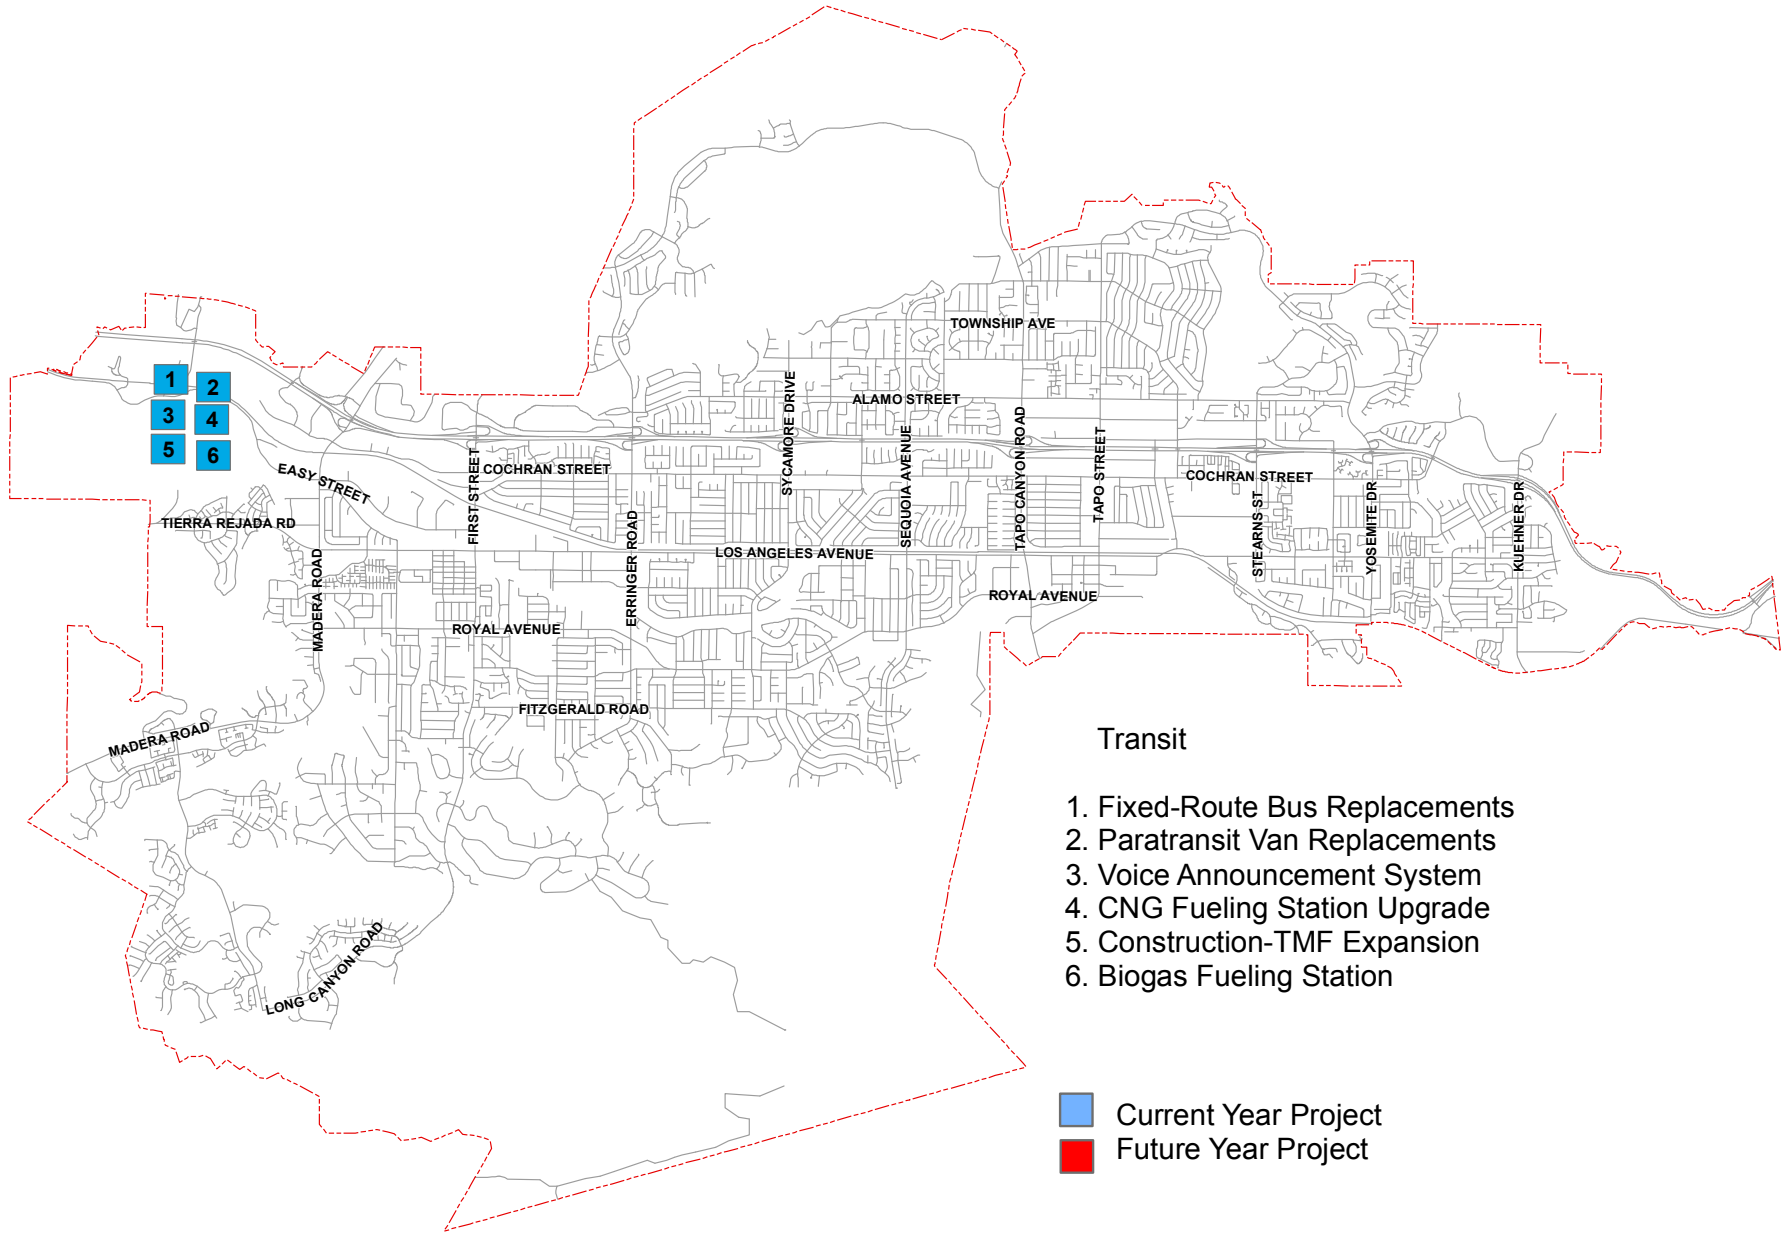 TOWNSHIP AVE
1
2
3
4
5
6
SYCAMORE DRIVE
ALAMO STREET
SEQUOIA AVENUE
TAPO CANYON ROAD
TAPO STREET
EASY STREET
FIRST STREET
COCHRAN STREET
COCHRAN STREET
STEARNS ST
YOSEMITE DR
KUEHNER DR
TIERRA REJADA RD
MADERA ROAD
ERRINGER ROAD
LOS ANGELES AVENUE
ROYAL AVENUE
ROYAL AVENUE
FITZGERALD ROAD
MADERA ROAD
LONG CANYON ROAD
Transit
1. Fixed-Route Bus Replacements
2. Paratransit Van Replacements
3. Voice Announcement System
4. CNG Fueling Station Upgrade
5. Construction-TMF Expansion
6. Biogas Fueling Station
Current Year Project
Future Year Project